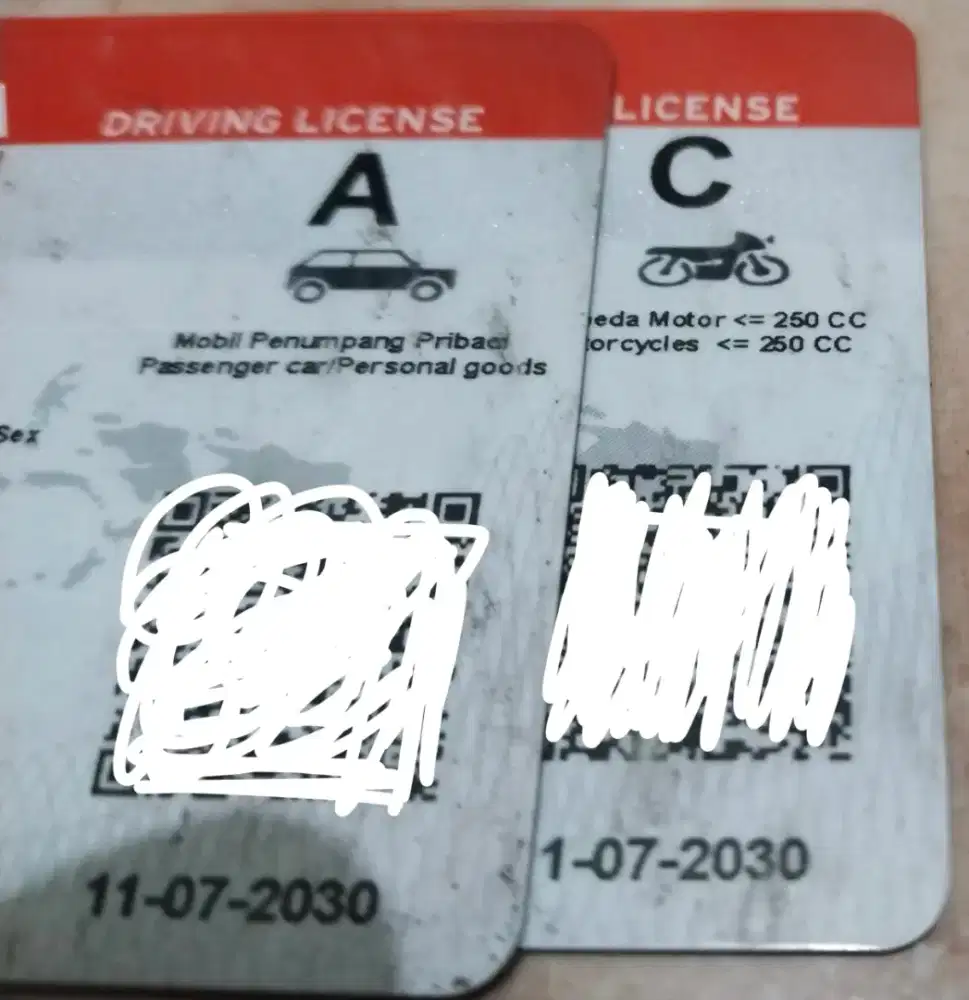 DRIVING LICENSE
A
Mobil Penumpang Pribadi
Passenger car/Personal goods
Sex
11-07-2030
LICENSE
C
eda Motor <= 250 CC
orcycles <= 250 CC
1-07-2030